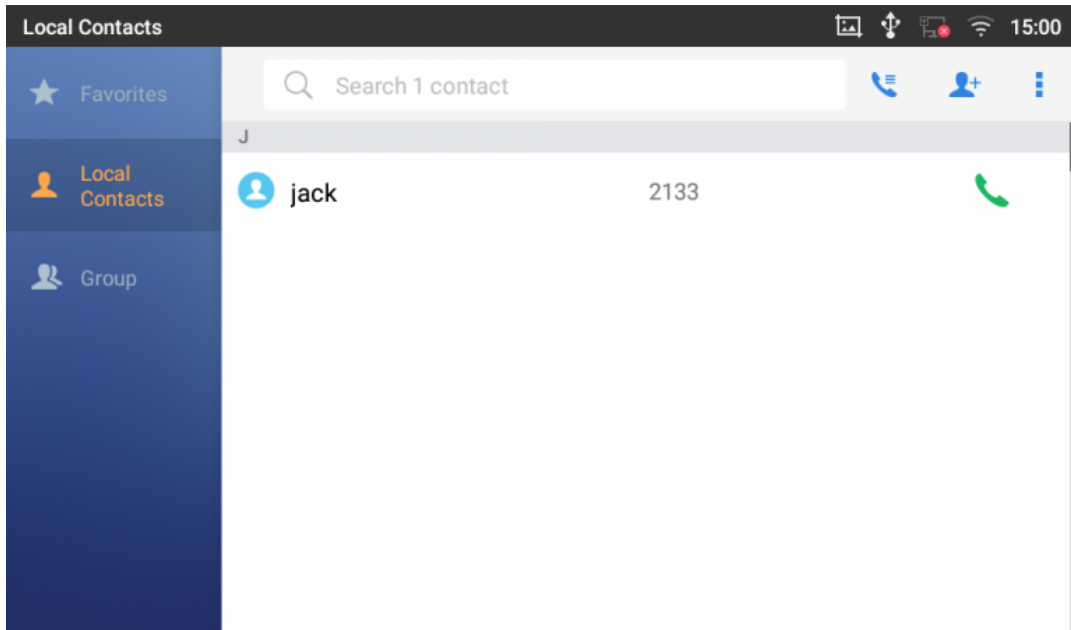 Local Contacts 15:00
Favorites
Search 1 contact
J
Local
Contacts
jack 2133
Group